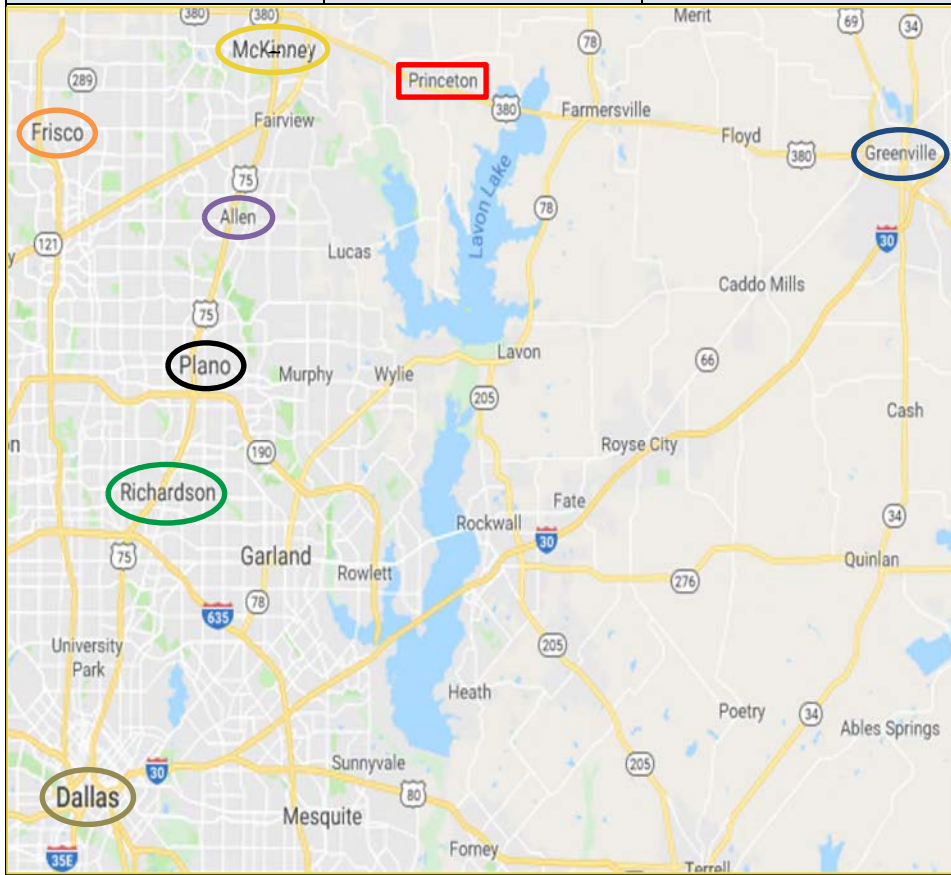 380
380
Merit
69
34
McKinney
78
289
Princeton
380
Farmersville
Frisco
Fairview
Floyd
380
Greenville
75
Allen
78
Lavon Lake
30
121
y
Lucas
Caddo Mills
75
Plano
Murphy
Wylie
Lavon
66
205
Cash
n
190
Royse City
Richardson
Fate
Rockwall
34
30
75
Garland
Rowlett
Quinlan
276
78
635
University
Park
205
Heath
Poetry
34
Ables Springs
Sunnyvale
205
30
Dallas
80
Mesquite
Forney
35E
Terrell